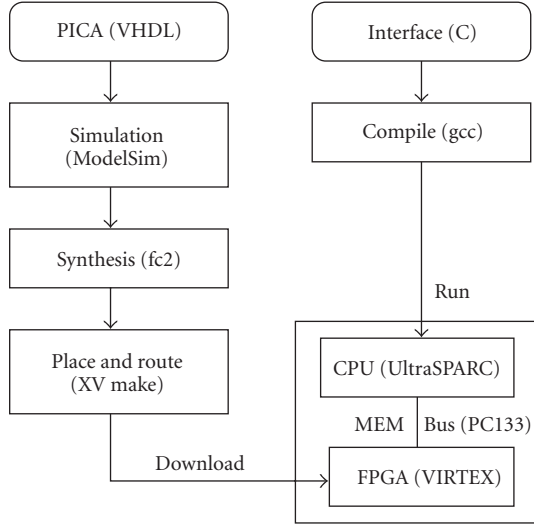 PICA (VHDL)
Simulation
(ModelSim)
Synthesis (fc2)
Place and route
(XV make)
Download
Interface (C)
Compile (gcc)
Run
CPU (UltraSPARC)
MEM Bus (PC133)
FPGA (VIRTEX)